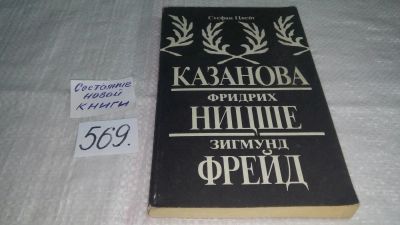 Состояние
новой
книги
569.
Стефан Цвейг
КАЗАНОВА
ФРИДРИХ
НИЦШЕ
ЗИГМУНД
ФРЕЙД